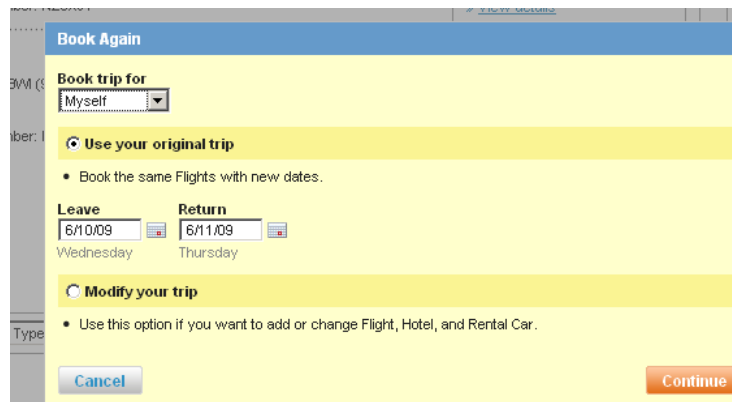 View details
Book Again
Book trip for
Myself
Use your original trip
Book the same Flights with new dates.
Leave Return
6/10/09 6/11/09
Wednesday Thursday
Modify your trip
Type
Use this option if you want to add or change Flight, Hotel, and Rental Car.
Cancel Continue